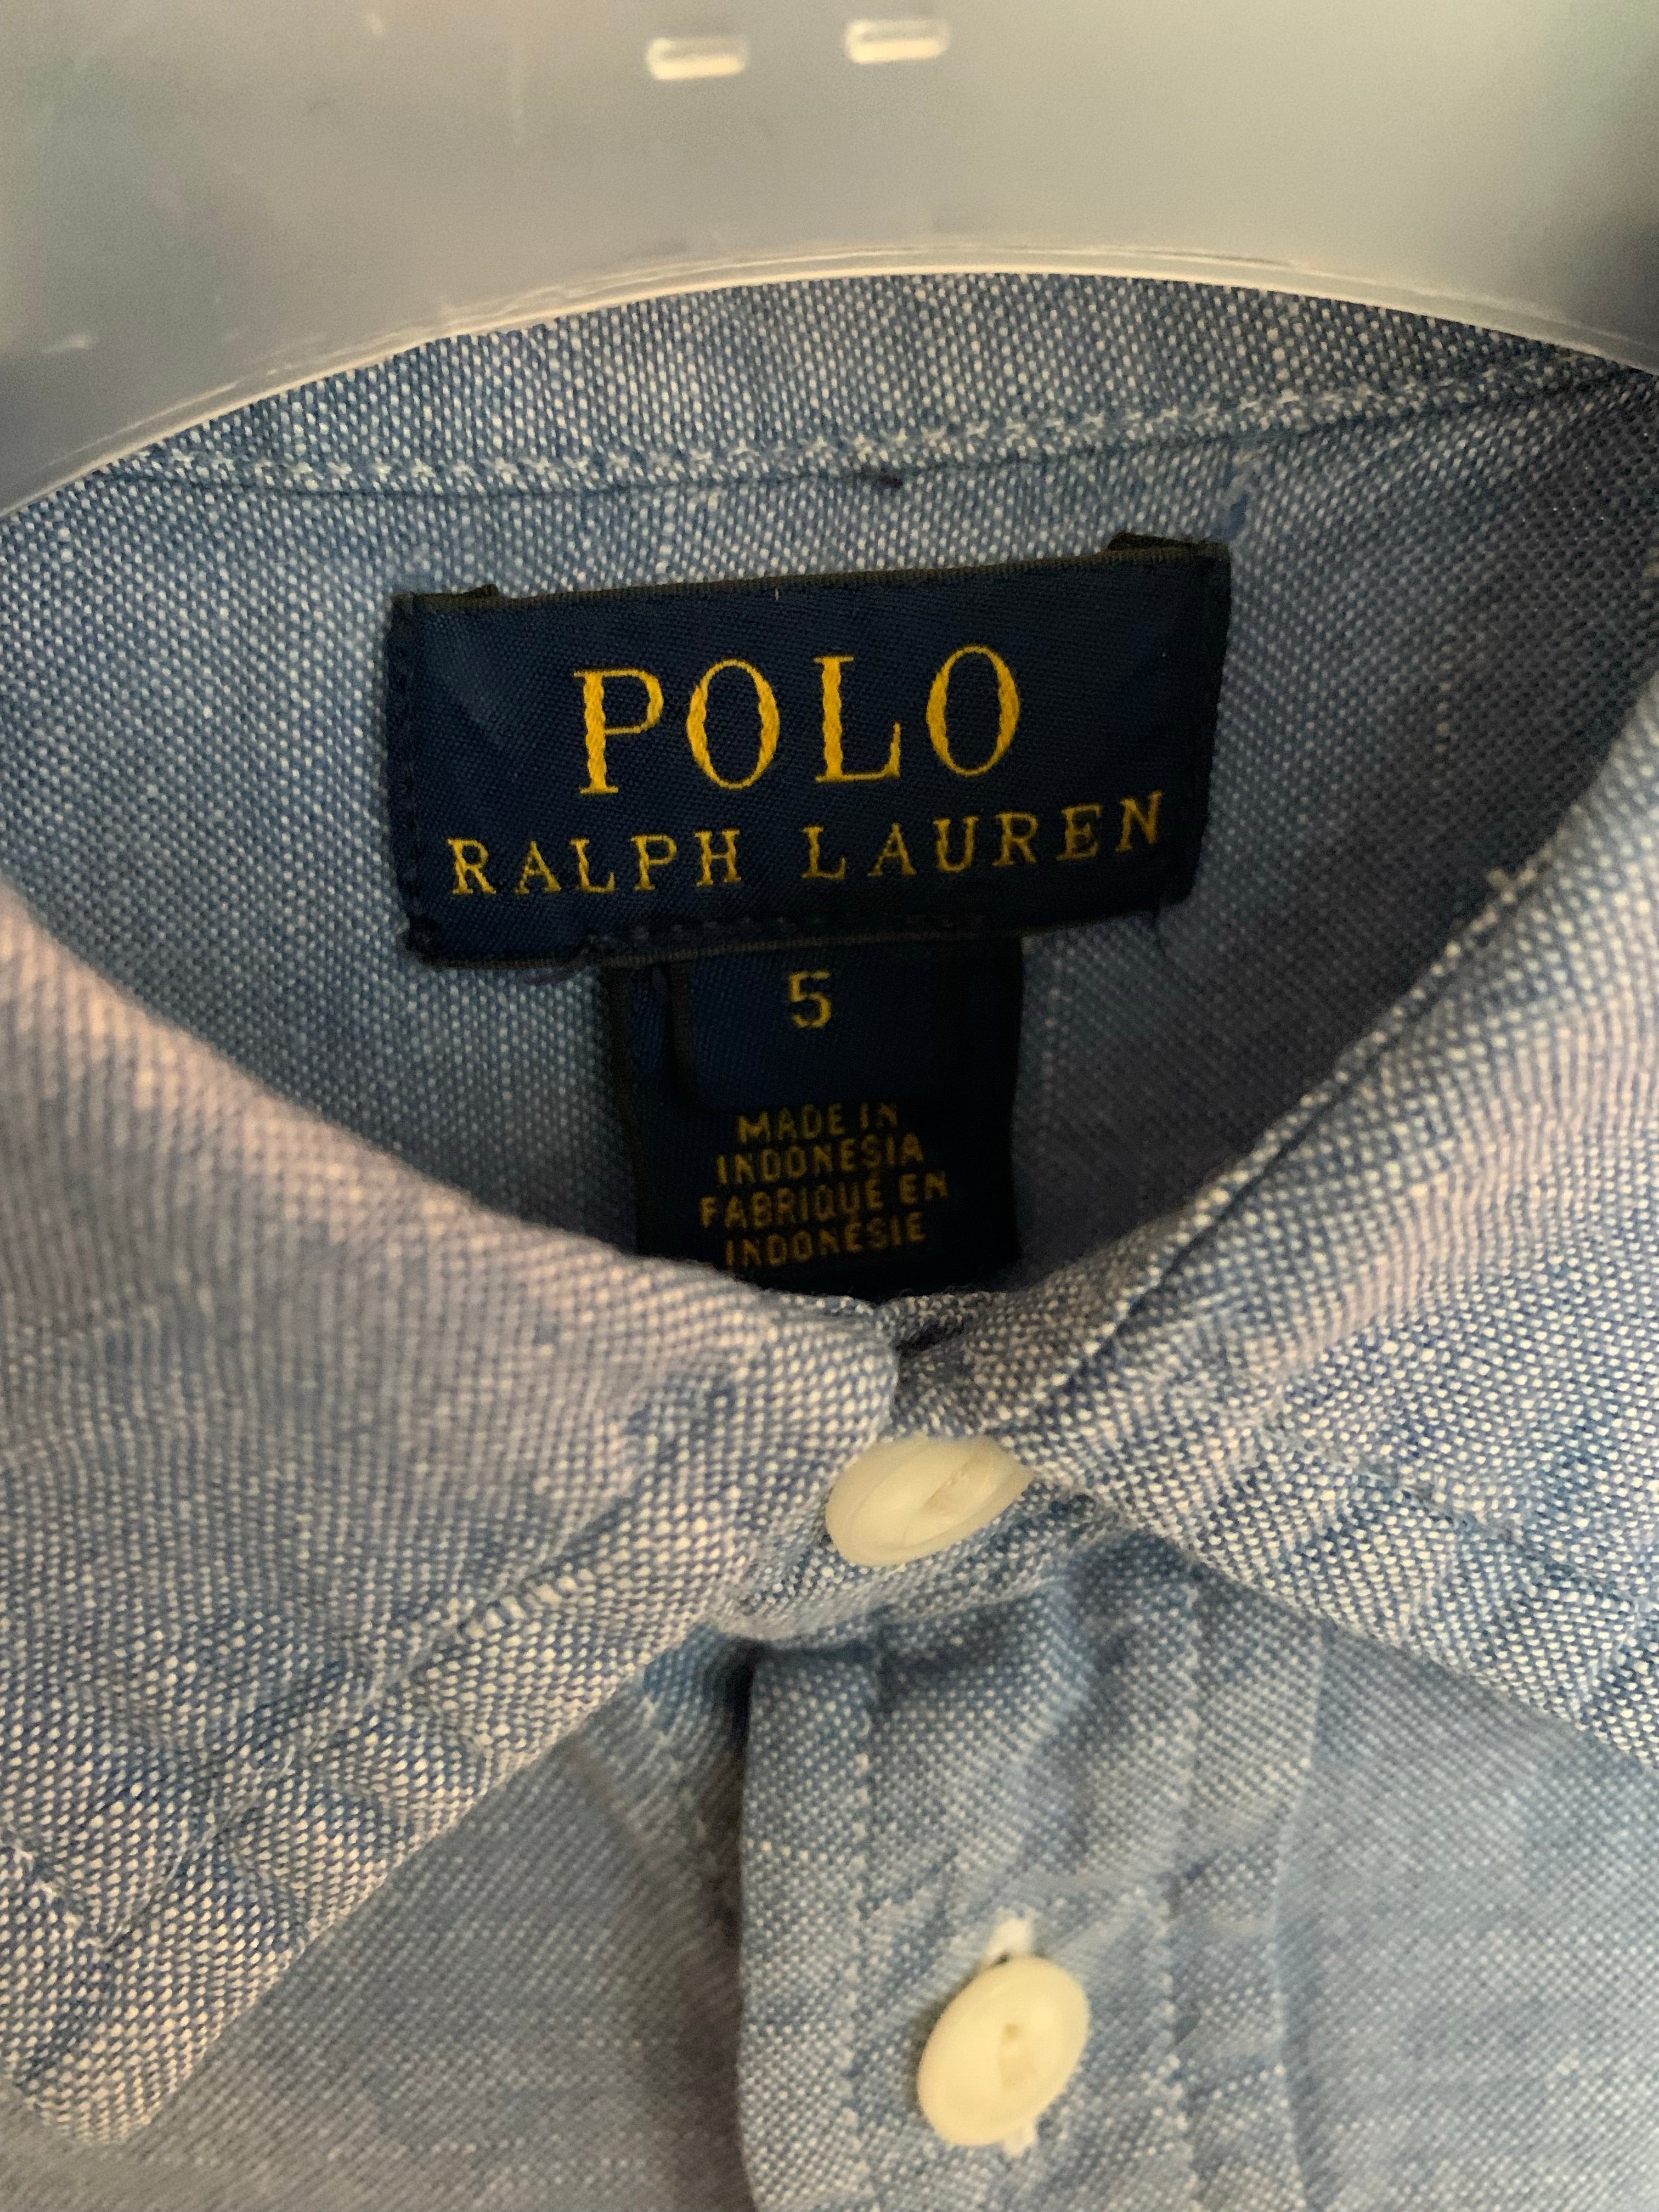 POLO
RALPH LAUREN
5
MADE IN
INDONESIA
FABRIQUÉ EN
INDONÉSIE